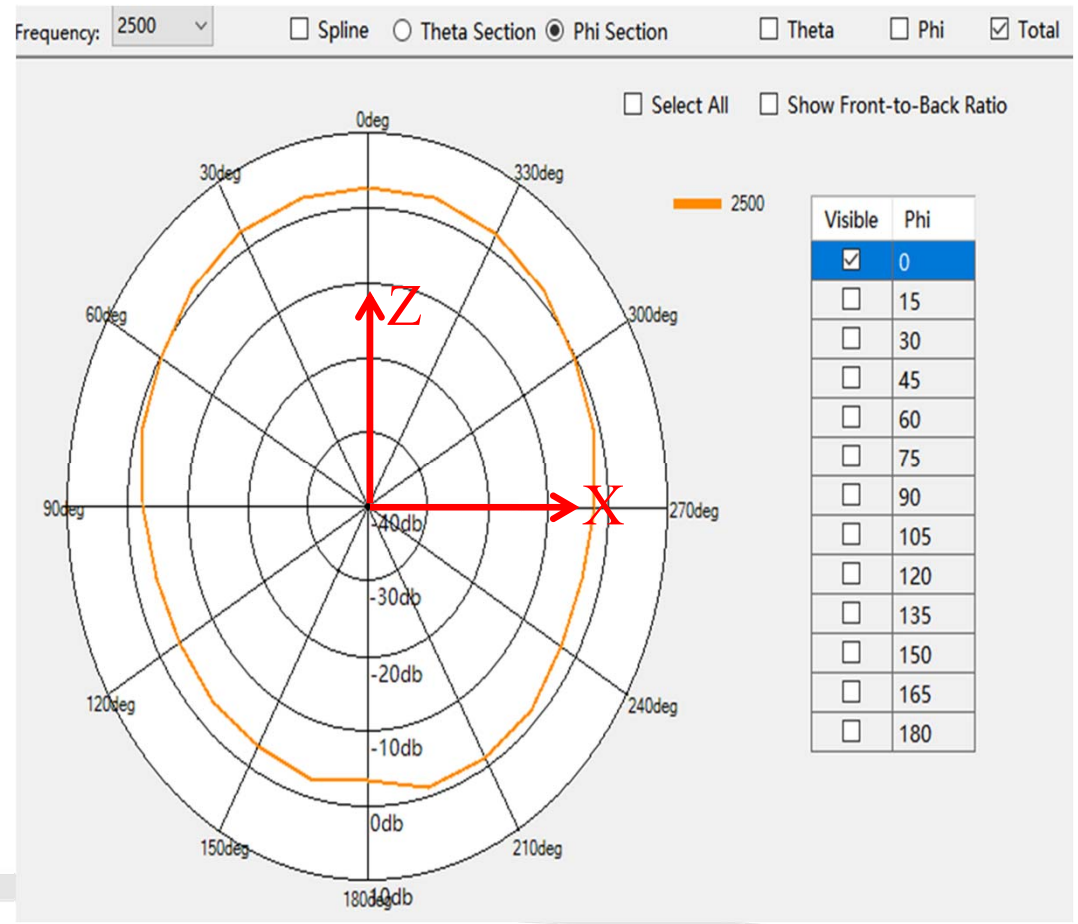 Frequency: 2500 Spline Theta Section Phi Section Theta Phi Total
Select All Show Front-to-Back Ratio
0deg
30deg 330deg
2500
Visible Phi
0
15
Z
60deg 300deg
30
45
60
75
90deg X 270deg
90
-40db
105
120
-30db
135
-20db
150
120deg 240deg
165
-10db
180
0db
150deg 210deg
180deg 10db